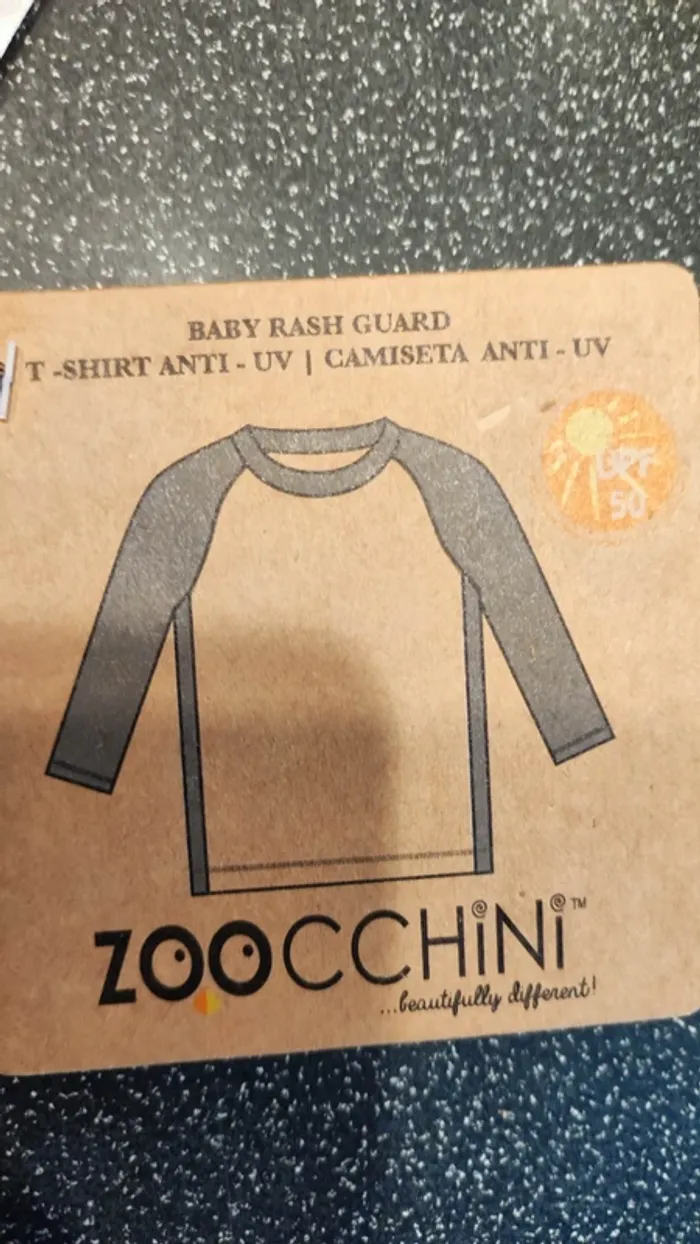 BABY RASH GUARD
T -SHIRT ANTI - UV | CAMISETA ANTI - UV
UPF
50
ZOOCCHiNi™
...beautifully different!